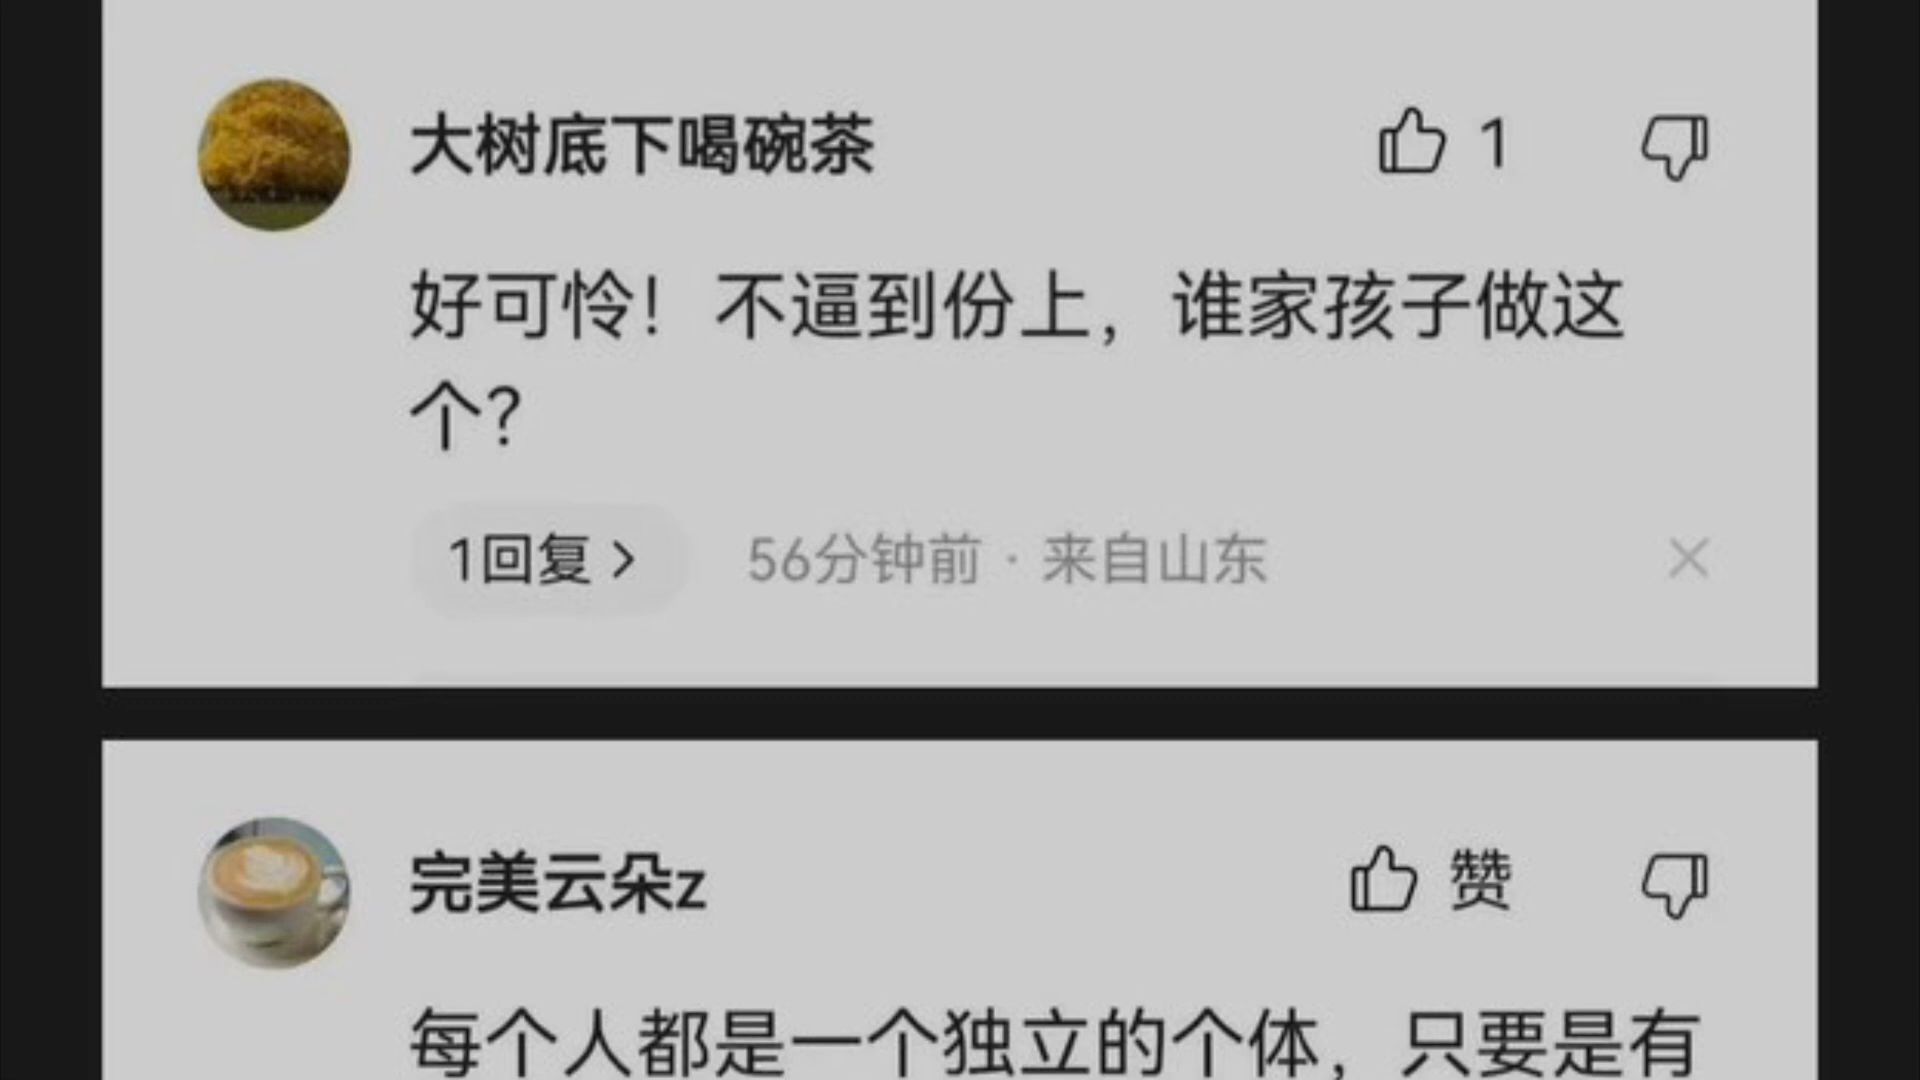 大树底下喝碗茶
1
好可怜！不逼到份上，谁家孩子做这
个？
1回复 >
56分钟前 · 来自山东
完美云朵z
赞
每个人都是一个独立的个体，只要是有